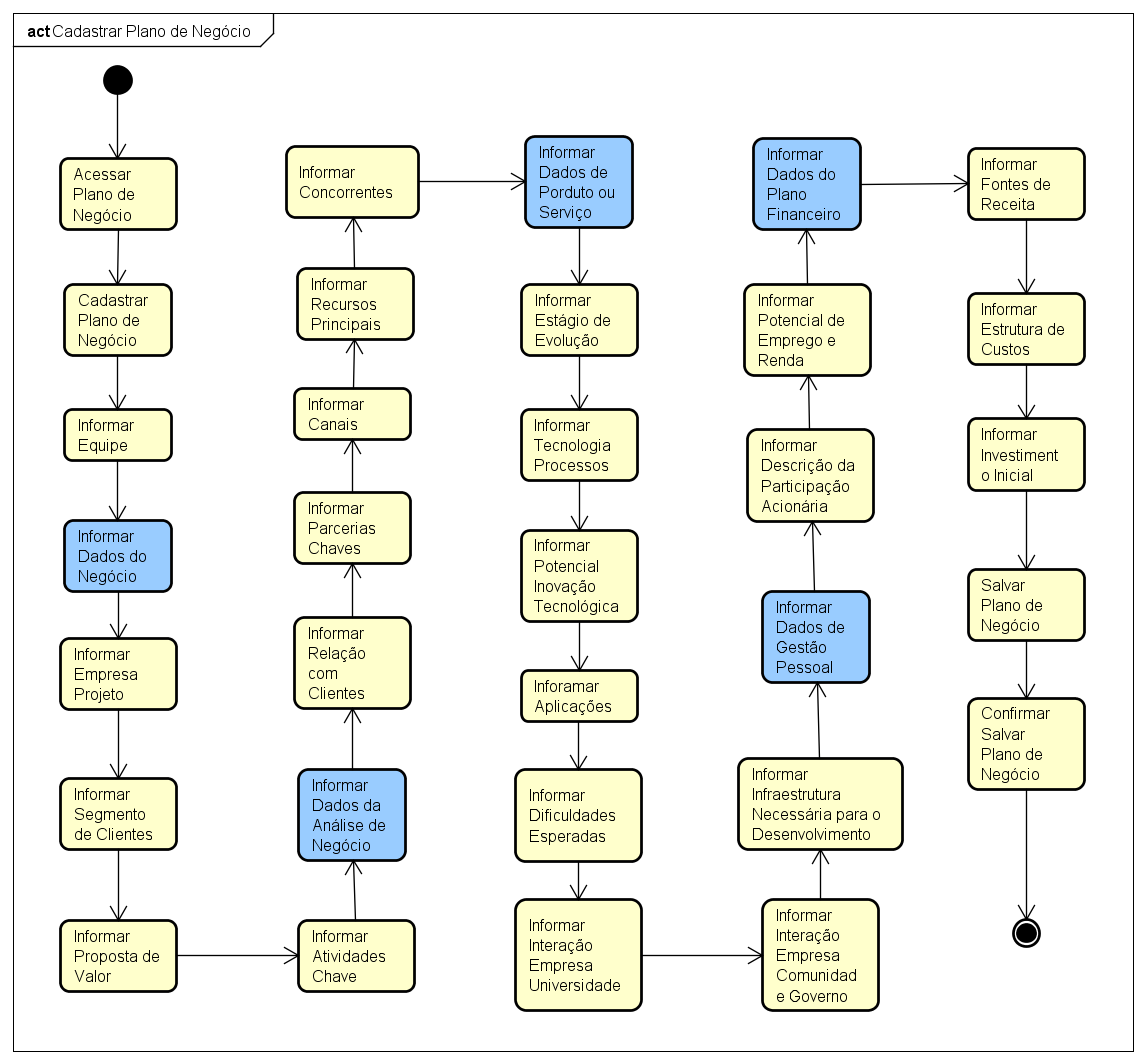 act Cadastrar Plano de Negócio
Acessar
Plano de
Negócio
Cadastrar
Plano de
Negócio
Informar
Equipe
Informar
Dados do
Negócio
Informar
Empresa
Projeto
Informar
Segmento
de Clientes
Informar
Proposta de
Valor
Informar
Atividades
Chave
Informar
Dados da
Análise de
Negócio
Informar
Relação
com
Clientes
Informar
Parcerias
Chaves
Informar
Canais
Informar
Recursos
Principais
Informar
Concorrentes
Informar
Dados de
Porduto ou
Serviço
Informar
Estágio de
Evolução
Informar
Tecnologia
Processos
Informar
Potencial
Inovação
Tecnológica
Inforamar
Aplicações
Informar
Dificuldades
Esperadas
Informar
Interação
Empresa
Universidade
Informar
Interação
Empresa
Comunidad
e Governo
Informar
Infraestrutura
Necessária para o
Desenvolvimento
Informar
Dados de
Gestão
Pessoal
Informar
Descrição da
Participação
Acionária
Informar
Potencial de
Emprego e
Renda
Informar
Dados do
Plano
Financeiro
Informar
Fontes de
Receita
Informar
Estrutura de
Custos
Informar
Investiment
o Inicial
Salvar
Plano de
Negócio
Confirmar
Salvar
Plano de
Negócio